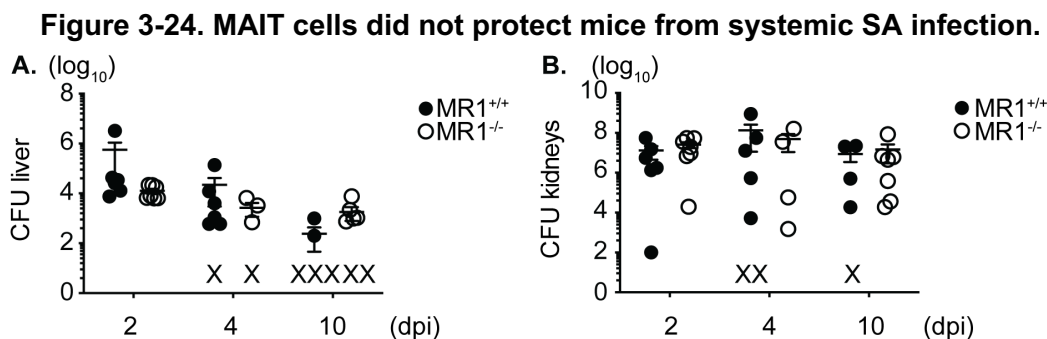 Figure 3-24. MAIT cells did not protect mice from systemic SA infection.
A. (log10)
8
6
4
2
0
CFU liver
MR1+/+
MR1-/-
X X XXX XX
2 4 10 (dpi)
B. (log10)
10
8
6
4
2
0
CFU kidneys
MR1+/+
MR1-/-
XX X
2 4 10 (dpi)